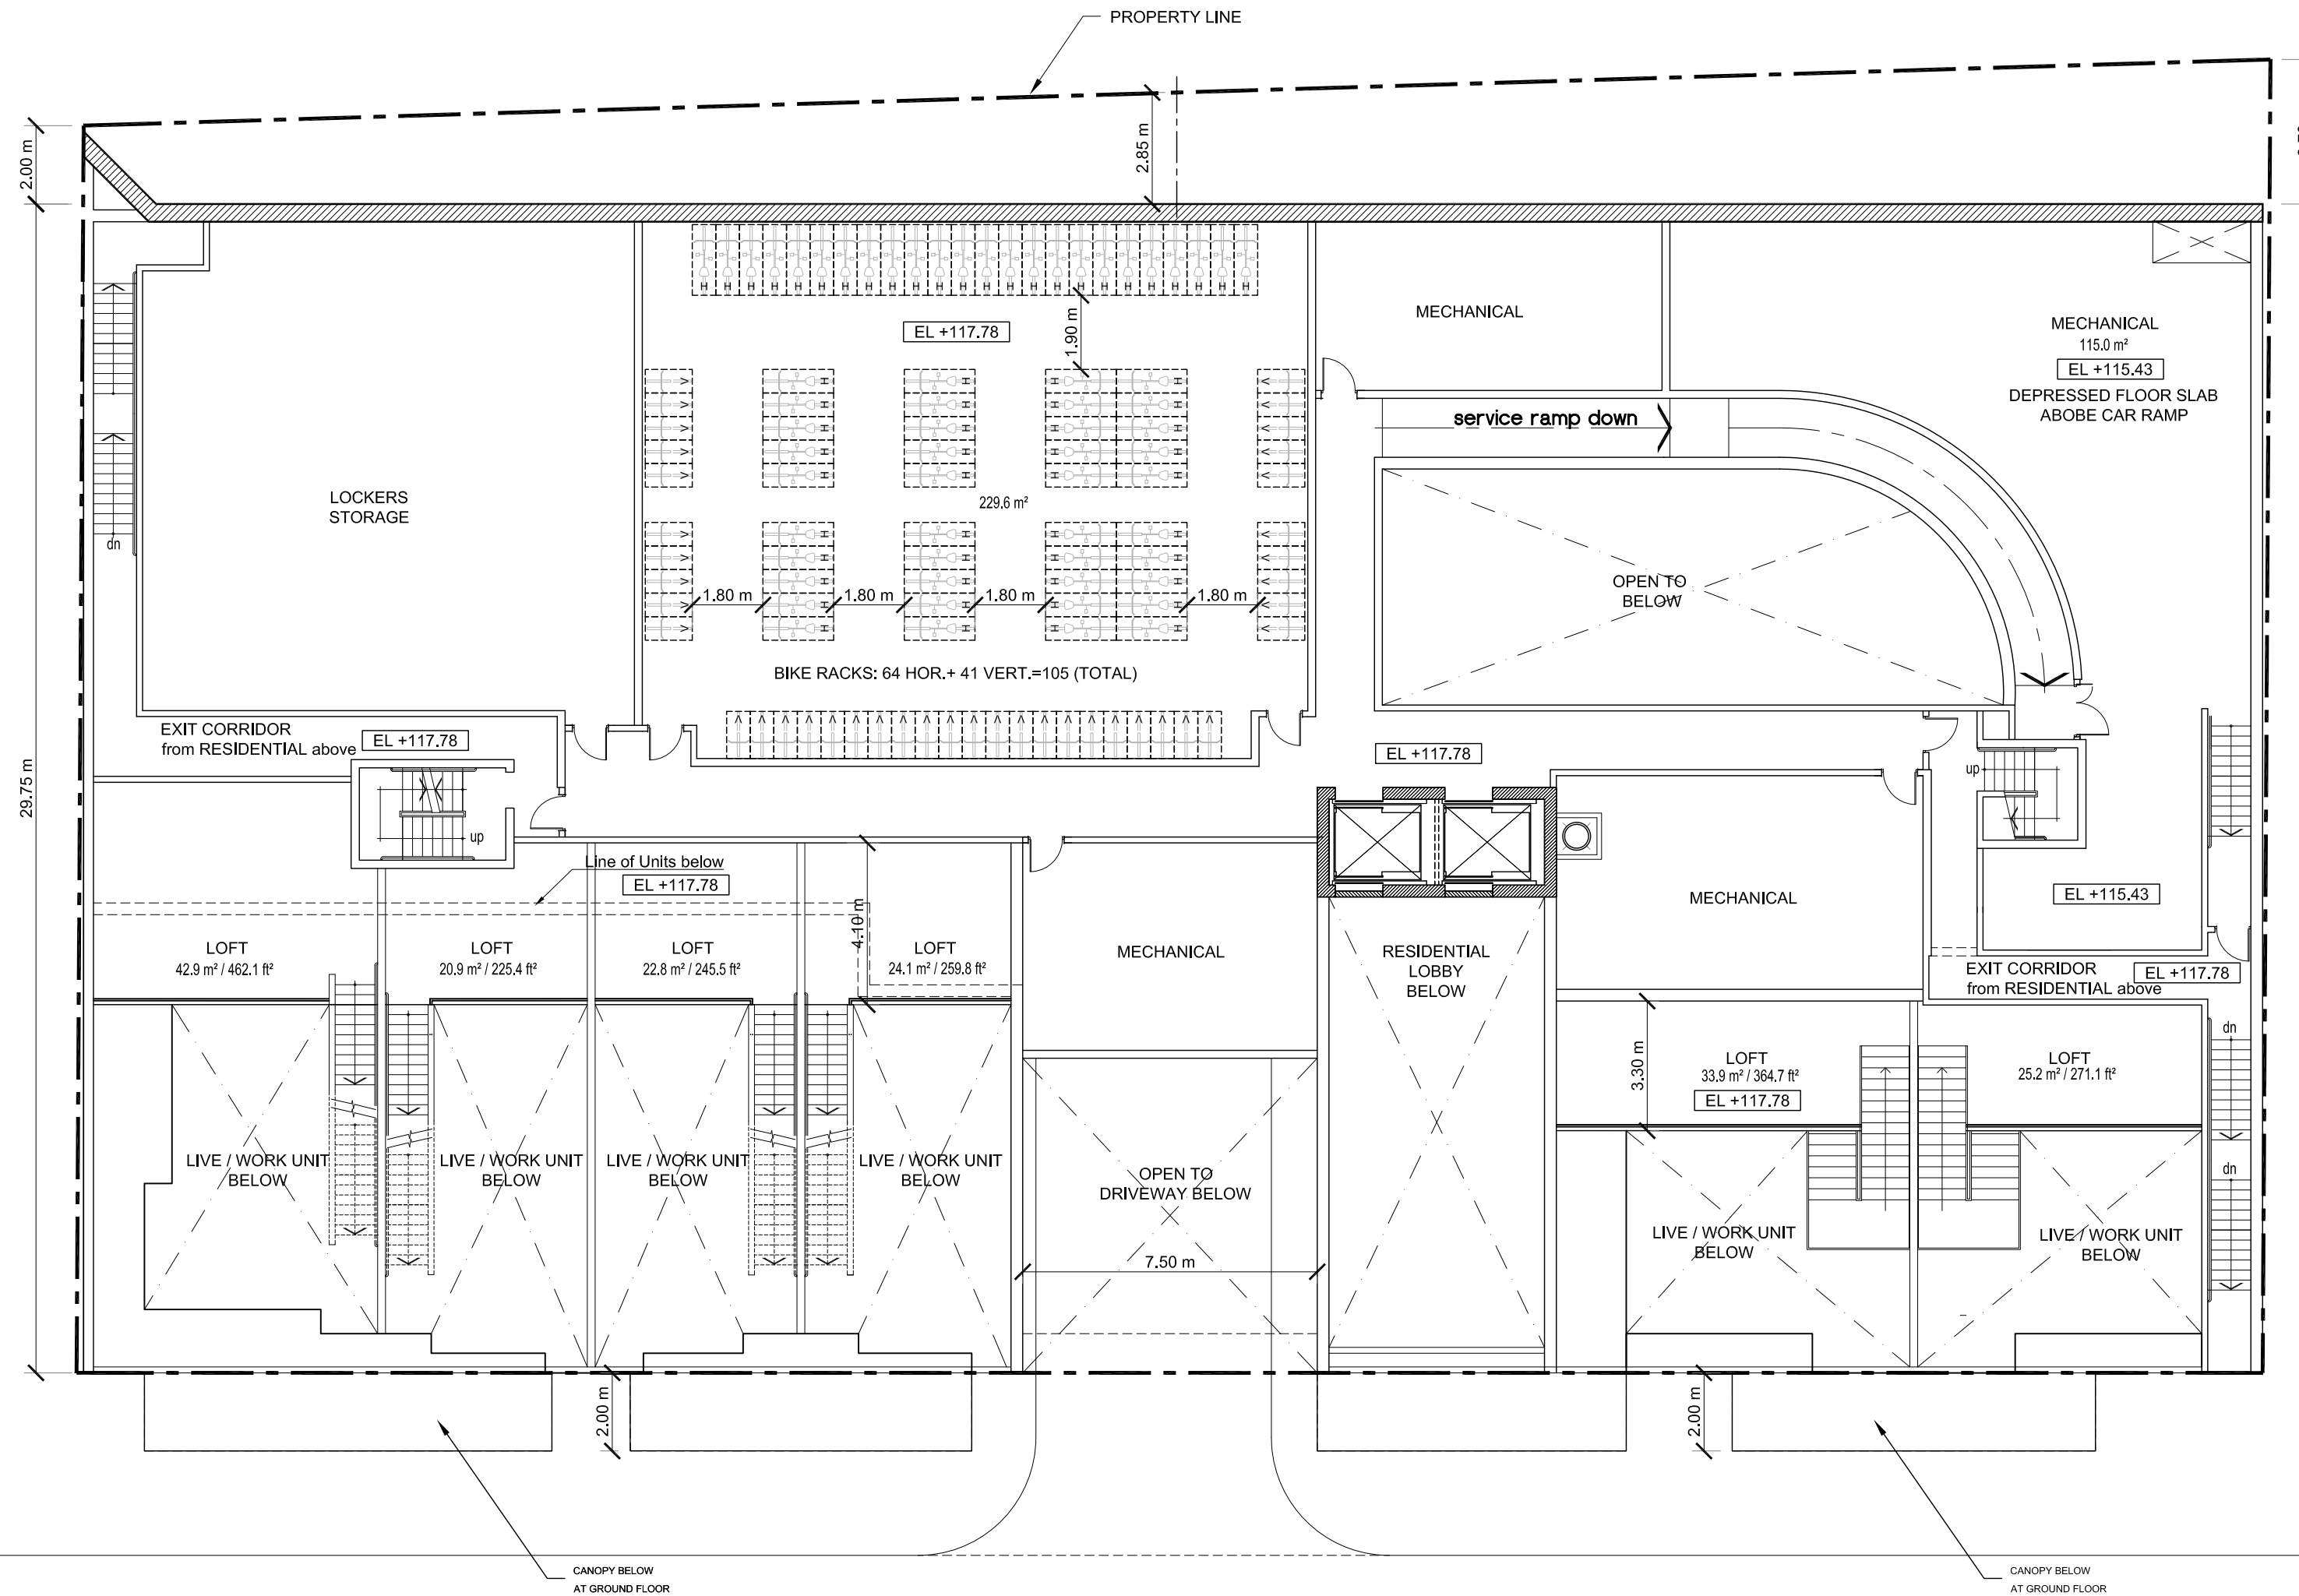 PROPERTY LINE
2.00 m
2.85 m
EL +117.78
1.90 m
MECHANICAL
MECHANICAL
115.0 m²
EL +115.43
DEPRESSED FLOOR SLAB
ABOBE CAR RAMP
service ramp down
LOCKERS
STORAGE
dn
229.6 m²
1.80 m
1.80 m
1.80 m
1.80 m
OPEN TO
BELOW
BIKE RACKS: 64 HOR.+ 41 VERT.=105 (TOTAL)
EXIT CORRIDOR
from RESIDENTIAL above
EL +117.78
EL +117.78
29.75 m
up
up
Line of Units below
EL +117.78
4.10 m
LOFT
42.9 m² / 462.1 ft²
LOFT
20.9 m² / 225.4 ft²
LOFT
22.8 m² / 245.5 ft²
LOFT
24.1 m² / 259.8 ft²
MECHANICAL
RESIDENTIAL
LOBBY
BELOW
MECHANICAL
EL +115.43
EXIT CORRIDOR
from RESIDENTIAL above
EL +117.78
dn
3.30 m
LOFT
33.9 m² / 364.7 ft²
EL +117.78
LOFT
25.2 m² / 271.1 ft²
LIVE / WORK UNIT
BELOW
LIVE / WORK UNIT
BELOW
LIVE / WORK UNIT
BELOW
LIVE / WORK UNIT
BELOW
OPEN TO
DRIVEWAY BELOW
7.50 m
dn
LIVE / WORK UNIT
BELOW
LIVE / WORK UNIT
BELOW
2.00 m
2.00 m
CANOPY BELOW
AT GROUND FLOOR
CANOPY BELOW
AT GROUND FLOOR